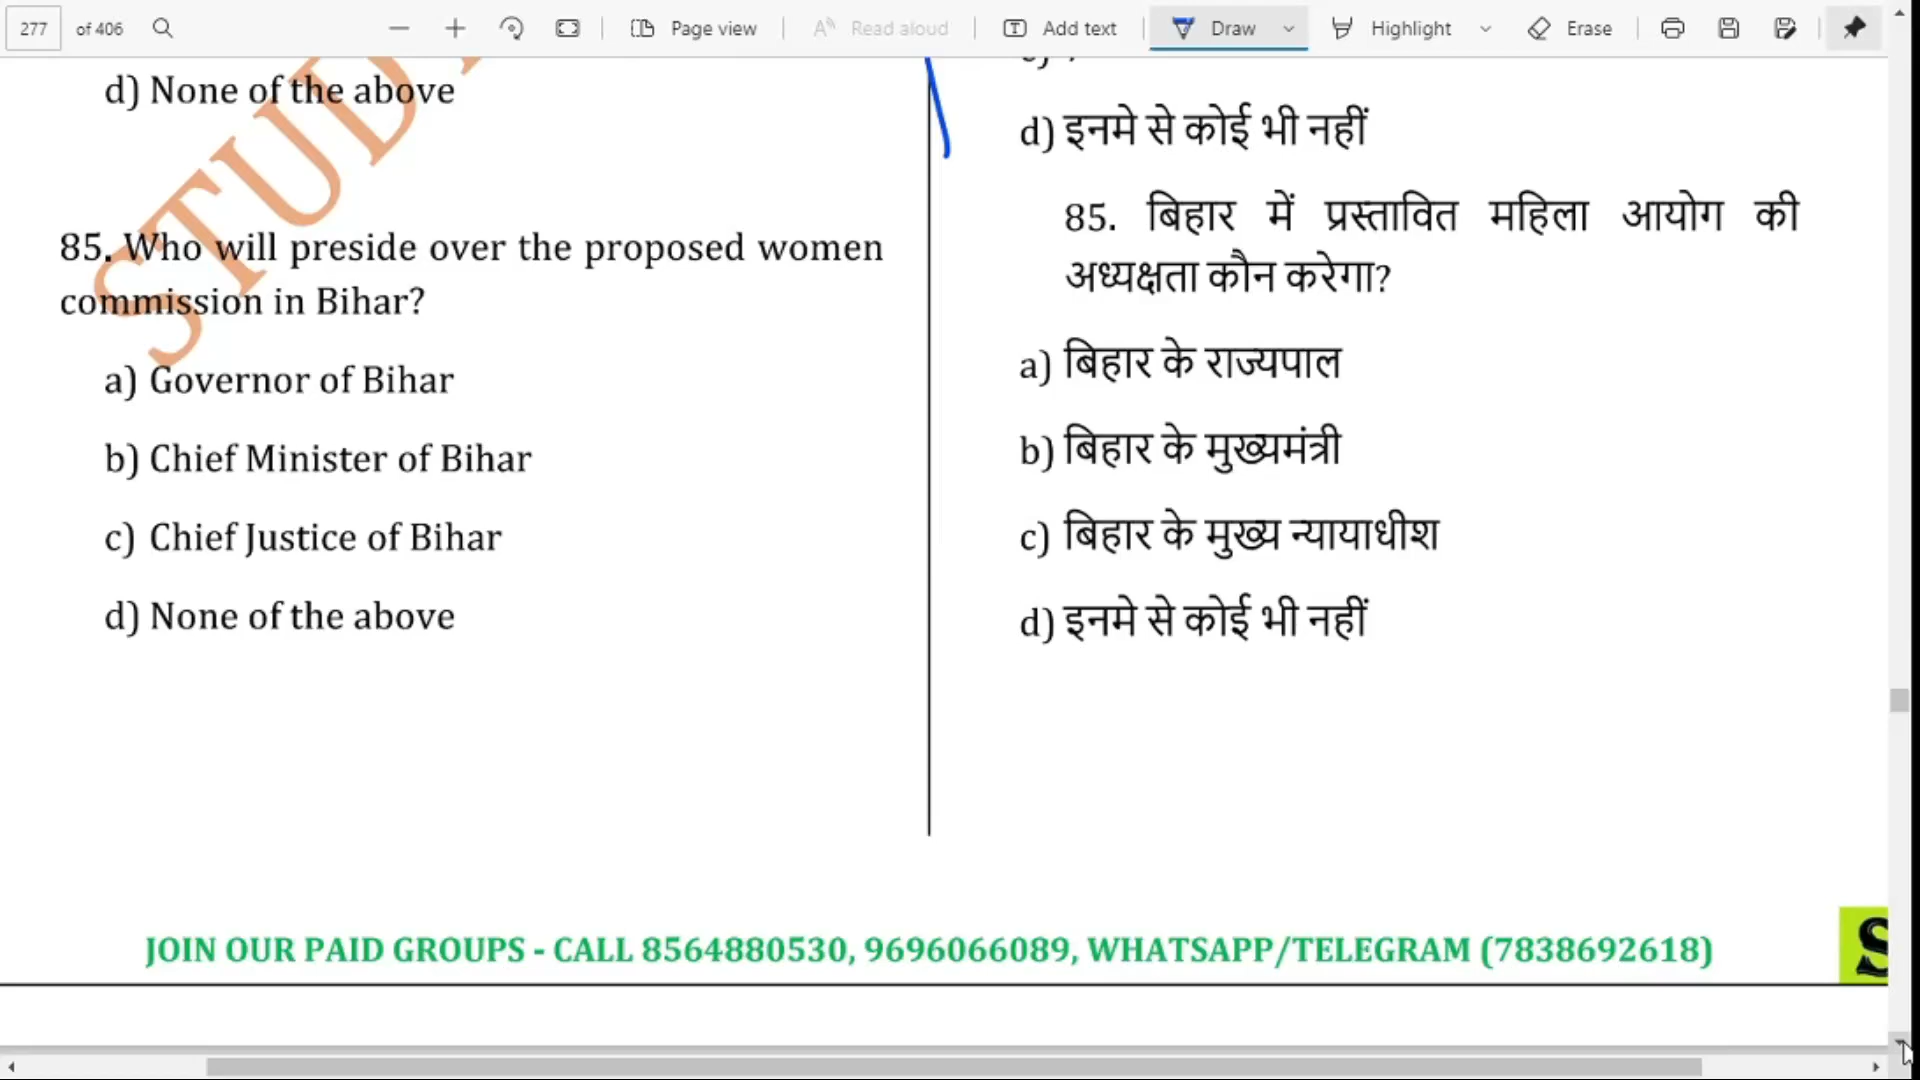 277 of 406 Page view Read aloud Add text Draw Highlight Erase
d) None of the above
85. Who will preside over the proposed women
commission in Bihar?
a) Governor of Bihar
b) Chief Minister of Bihar
c) Chief Justice of Bihar
d) None of the above
d) इनमे से कोई भी नहीं
85. बिहार में प्रस्तावित महिला आयोग की
अध्यक्षता कौन करेगा?
a) बिहार के राज्यपाल
b) बिहार के मुख्यमंत्री
c) बिहार के मुख्य न्यायाधीश
d) इनमे से कोई भी नहीं
JOIN OUR PAID GROUPS - CALL 8564880530, 9696066089, WHATSAPP/TELEGRAM (7838692618)
S